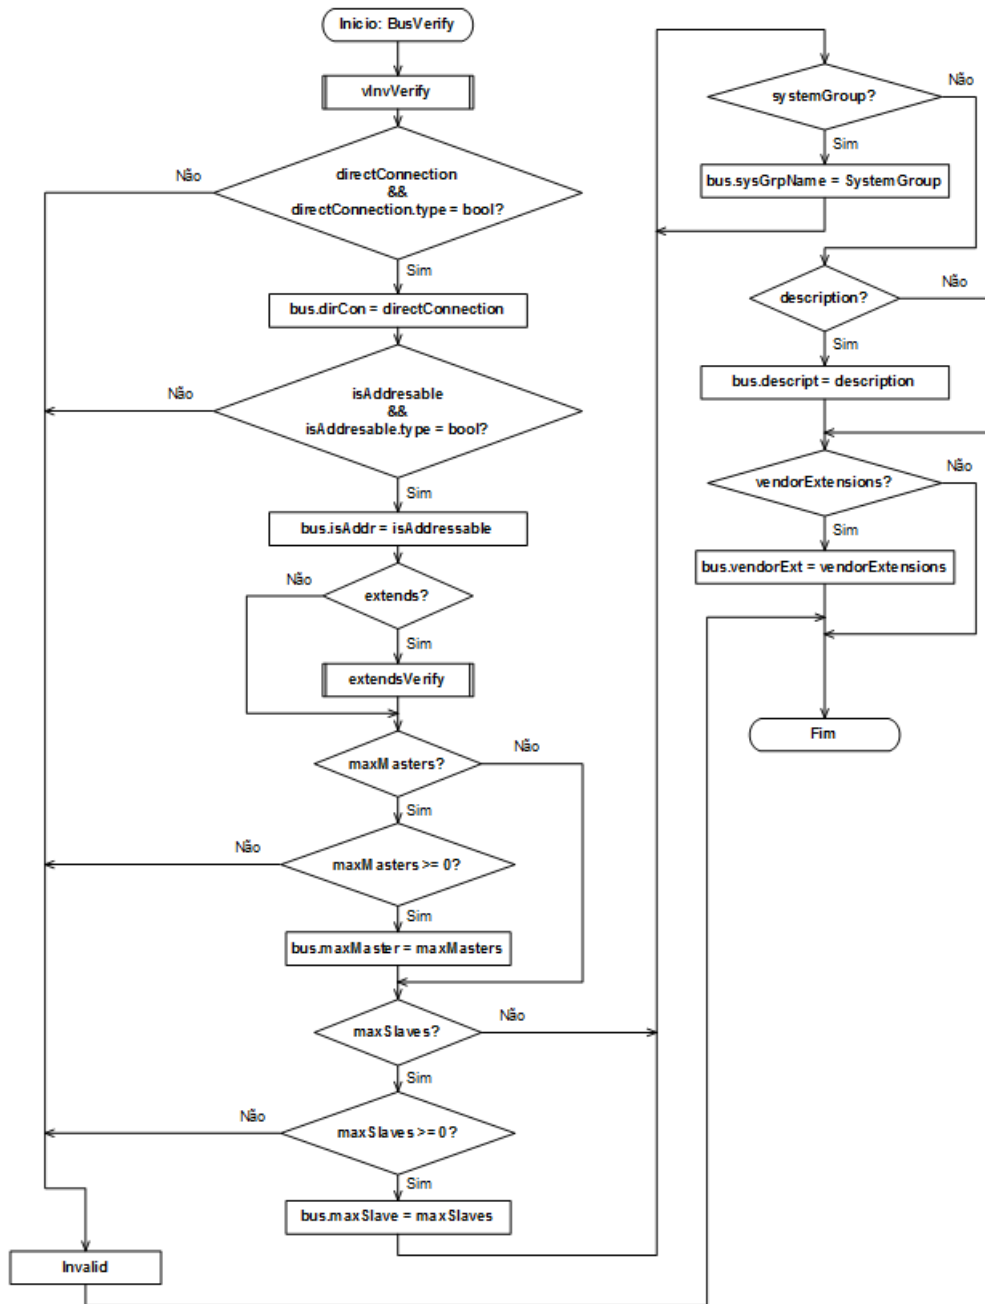 Inicio: BusVerify
vInvVerify
directConnection
&&
directConnection.type = bool?
Não
Sim
bus.dirCon = directConnection
isAddresable
&&
isAddresable.type = bool?
Não
Sim
bus.isAddr = isAddressable
extends?
Não
Sim
extendsVerify
maxMasters?
Não
Sim
maxMasters >= 0?
Não
Sim
bus.maxMaster = maxMasters
maxSlaves?
Não
Sim
maxSlaves >= 0?
Não
Sim
bus.maxSlave = maxSlaves
Invalid
systemGroup?
Não
Sim
bus.sysGrpName = SystemGroup
description?
Não
Sim
bus.descript = description
vendorExtensions?
Não
Sim
bus.vendorExt = vendorExtensions
Fim